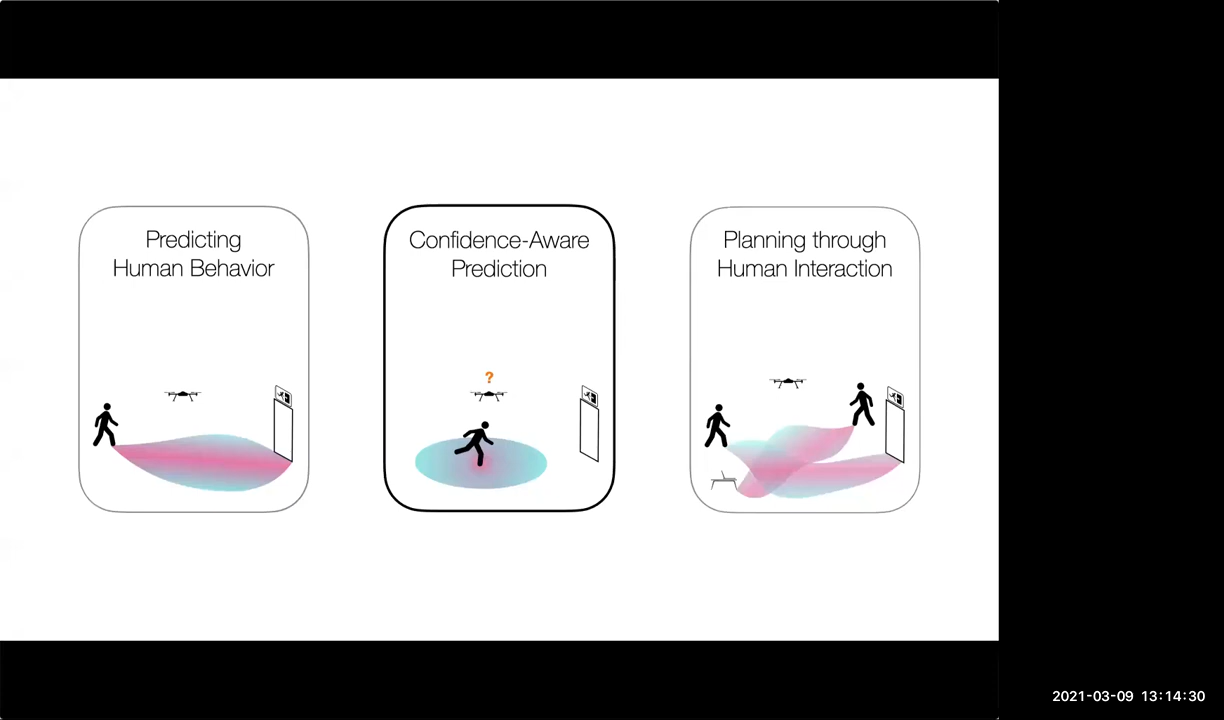 Predicting
Human Behavior
Confidence-Aware
Prediction
?
Planning through
Human Interaction
2021-03-09 13:14:30